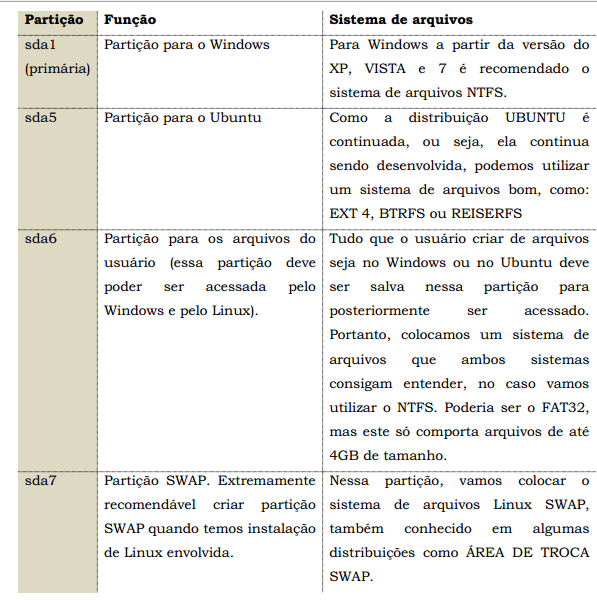 Partição Função Sistema de arquivos
sda1 Partição para o Windows Para Windows a partir da versão do
(primária) XP, VISTA e 7 é recomendado o
sistema de arquivos NTFS.
sda5 Partição para o Ubuntu Como a distribuição UBUNTU é
continuada, ou seja, ela continua
sendo desenvolvida, podemos utilizar
um sistema de arquivos bom, como:
EXT 4, BTRFS ou REISERFS
sda6 Partição para os arquivos do Tudo que o usuário criar de arquivos
usuário (essa partição deve seja no Windows ou no Ubuntu deve
poder ser acessada pelo ser salva nessa partição para
Windows e pelo Linux). posteriormente ser acessado.
Portanto, colocamos um sistema de
arquivos que ambos sistemas
consigam entender, no caso vamos
utilizar o NTFS. Poderia ser o FAT32,
mas este só comporta arquivos de até
4GB de tamanho.
sda7 Partição SWAP. Extremamente Nessa partição, vamos colocar o
recomendável criar partição sistema de arquivos Linux SWAP,
SWAP quando temos instalação também conhecido em algumas
de Linux envolvida. distribuições como ÁREA DE TROCA
SWAP.